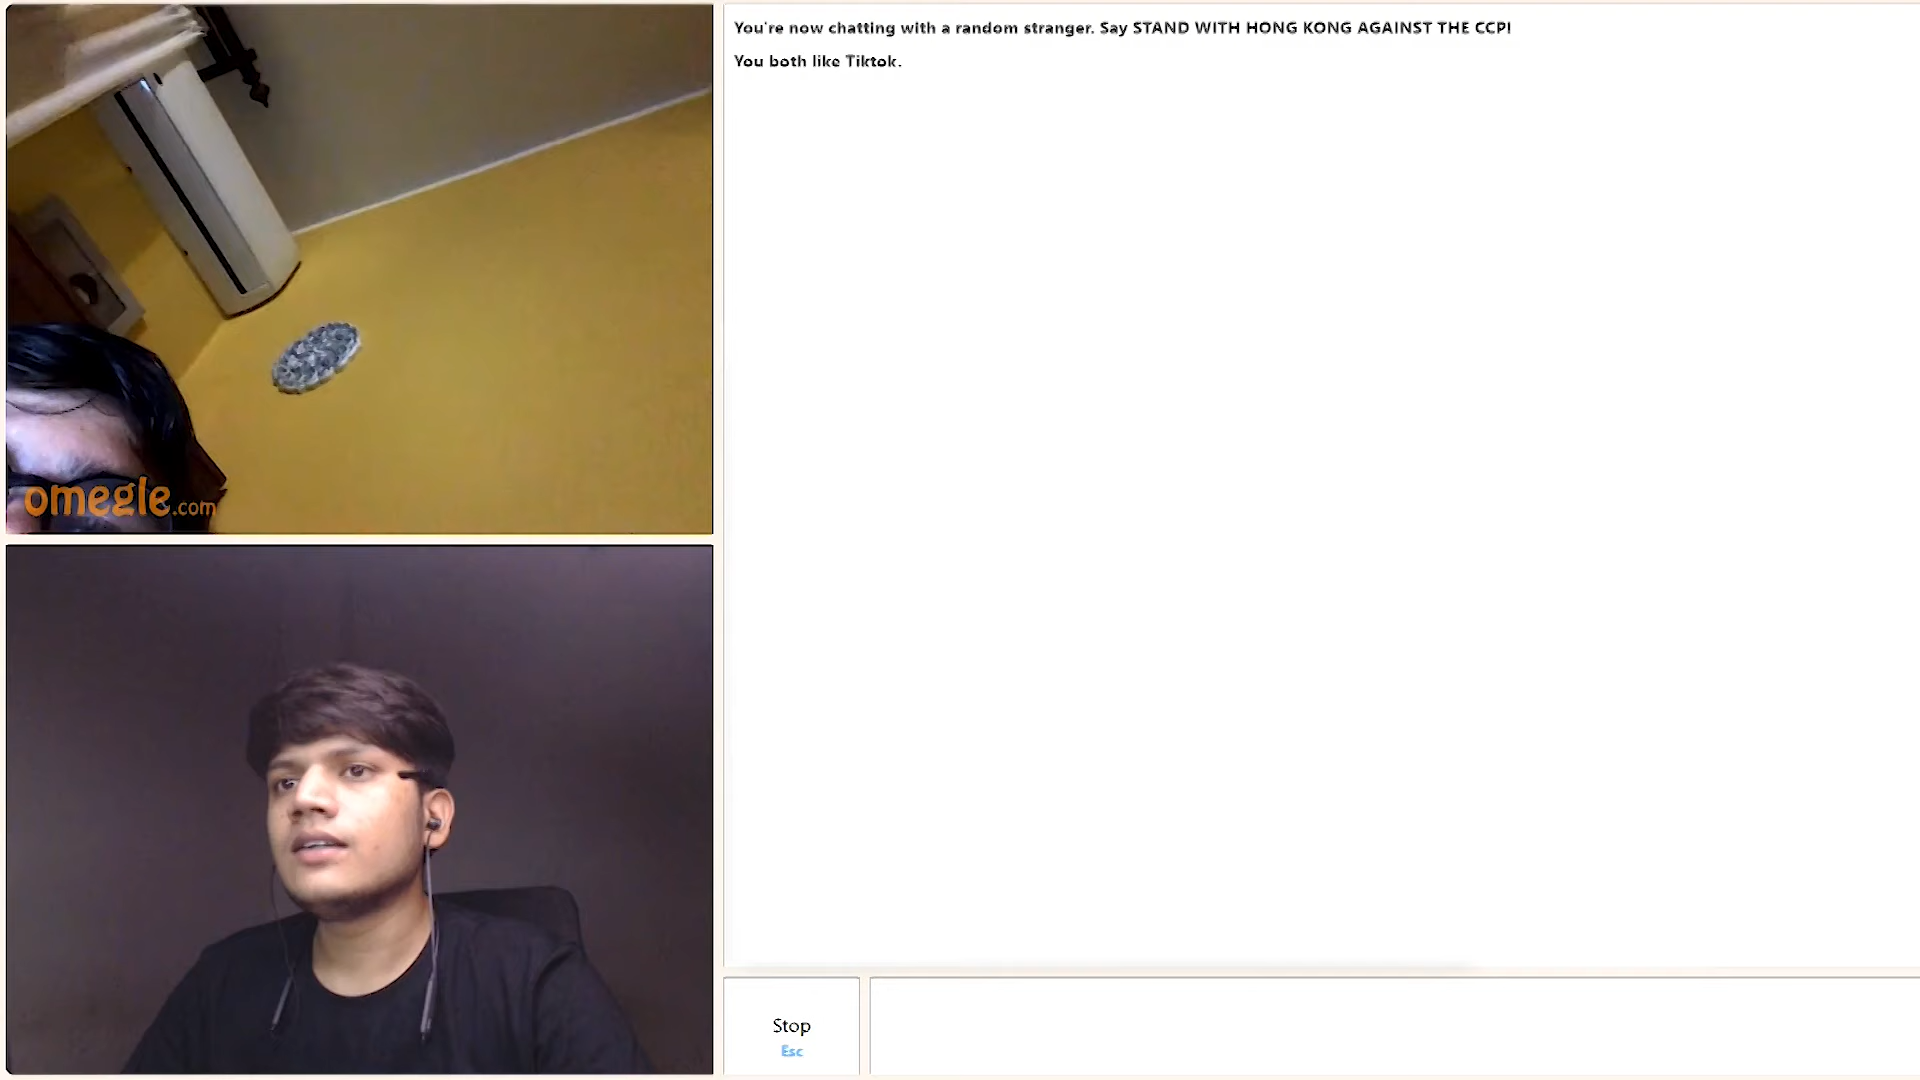 You're now chatting with a random stranger. Say STAND WITH HONG KONG AGAINST THE CCP!
You both like Tiktok.
omegle.com
Stop
Esc